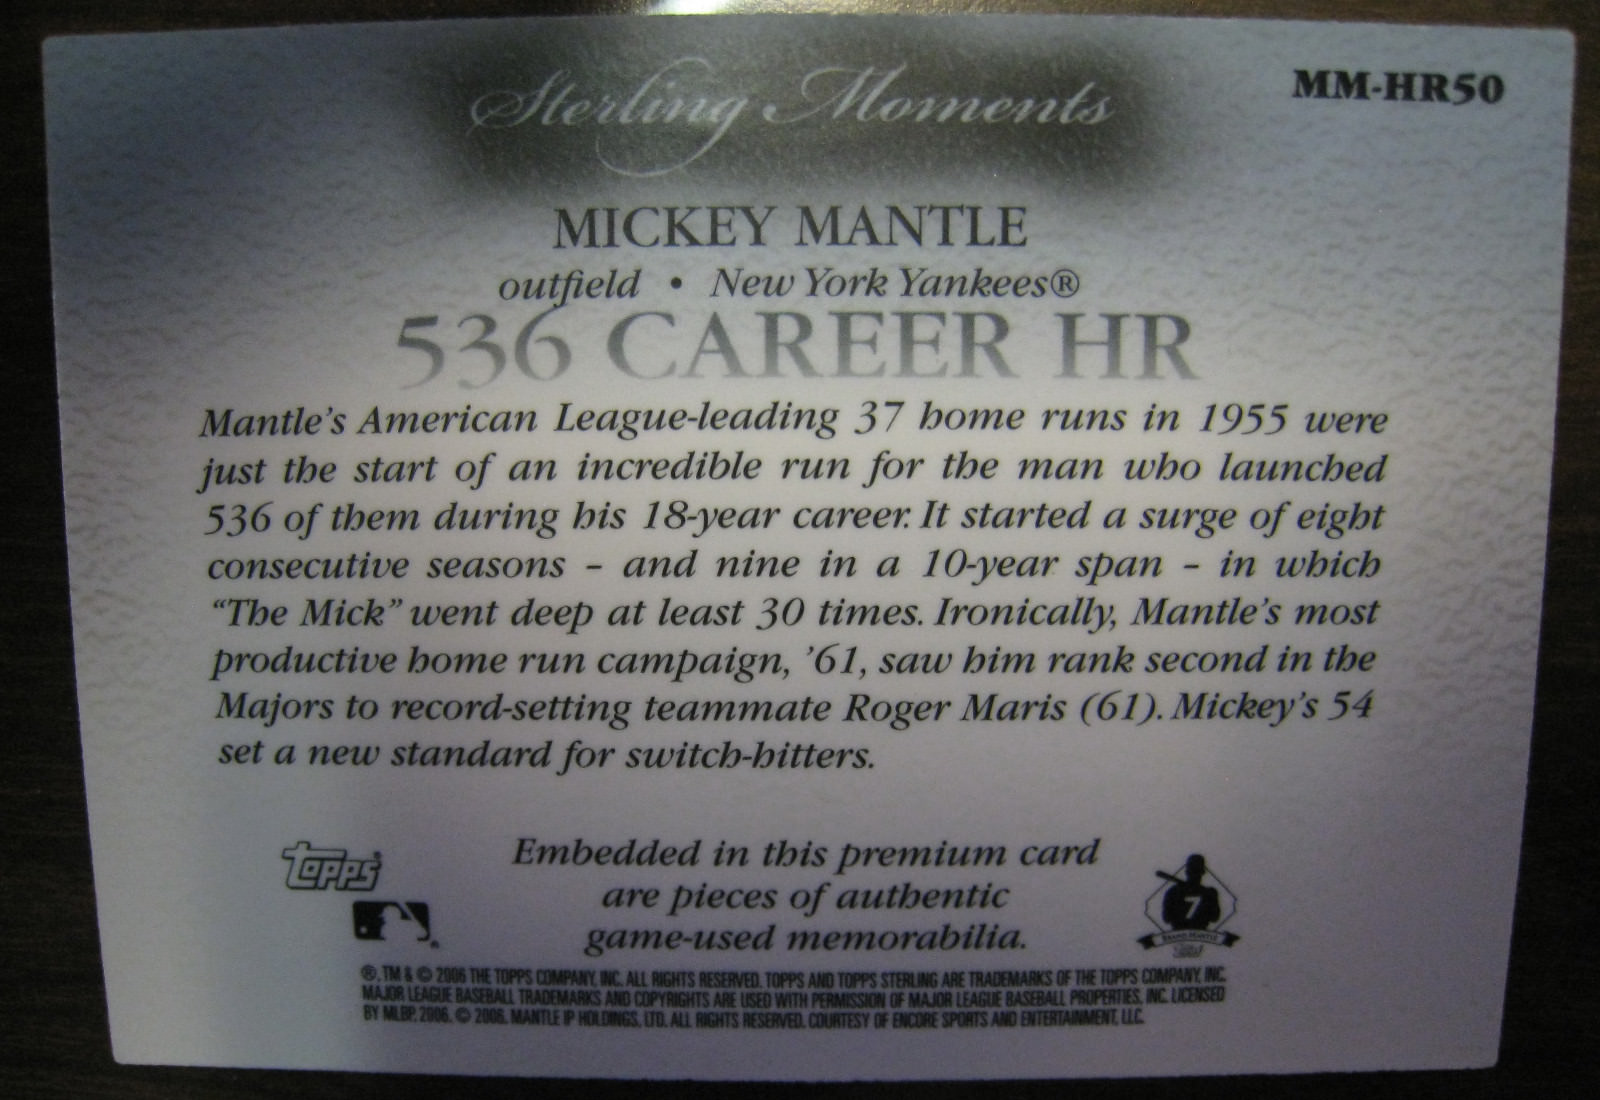 Sterling Moments
MM-HR50
MICKEY MANTLE
outfield • New York Yankees®
536 CAREER HR
Mantle's American League-leading 37 home runs in 1955 were
just the start of an incredible run for the man who launched
536 of them during his 18-year career. It started a surge of eight
consecutive seasons – and nine in a 10-year span – in which
"The Mick" went deep at least 30 times. Ironically, Mantle's most
productive home run campaign, '61, saw him rank second in the
Majors to record-setting teammate Roger Maris (61). Mickey's 54
set a new standard for switch-hitters.
Topps
Embedded in this premium card
are pieces of authentic
game-used memorabilia.
7
®, TM & © 2006 THE TOPPS COMPANY, INC. ALL RIGHTS RESERVED. TOPPS AND TOPPS STERLING ARE TRADEMARKS OF THE TOPPS COMPANY, INC.
MAJOR LEAGUE BASEBALL TRADEMARKS AND COPYRIGHTS ARE USED WITH PERMISSION OF MAJOR LEAGUE BASEBALL PROPERTIES, INC. LICENSED
BY MLBP. 2006. © 2006. MANTLE IP HOLDINGS, LTD. ALL RIGHTS RESERVED. COURTESY OF ENCORE SPORTS AND ENTERTAINMENT, LLC.